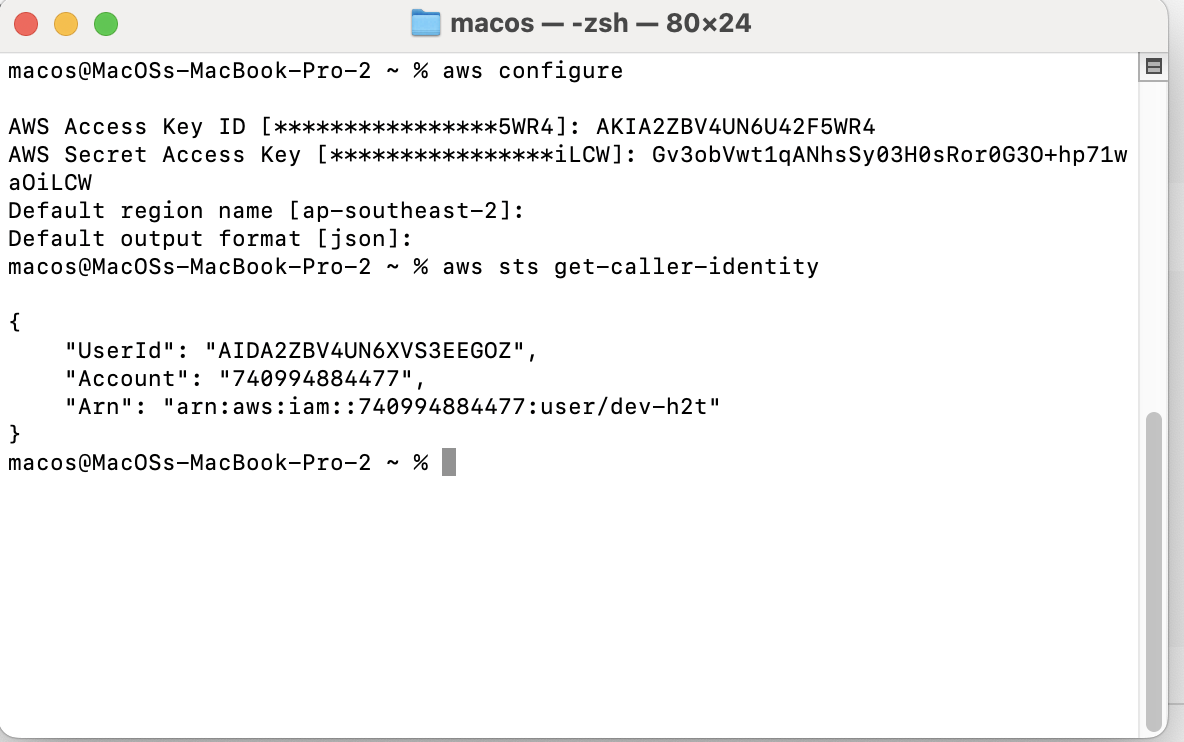 macos — -zsh — 80×24
macos@MacOSs-MacBook-Pro-2 ~ % aws configure
AWS Access Key ID [****************5WR4]: AKIA2ZBV4UN6U42F5WR4
AWS Secret Access Key [****************iLCW]: Gv3obVwt1qANhsSy03H0sRor0G3O+hp71w
aOiLCW
Default region name [ap-southeast-2]:
Default output format [json]:
macos@MacOSs-MacBook-Pro-2 ~ % aws sts get-caller-identity
{
    "UserId": "AIDA2ZBV4UN6XVS3EEGOZ",
    "Account": "740994884477",
    "Arn": "arn:aws:iam::740994884477:user/dev-h2t"
}
macos@MacOSs-MacBook-Pro-2 ~ %